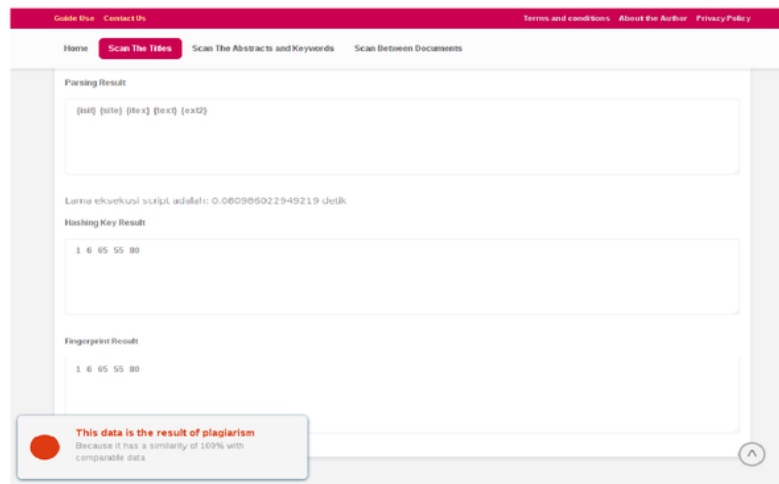 Guide Use Contact Us Terms and conditions About the Author Privacy Policy
Home Scan The Titles Scan The Abstracts and Keywords Scan Between Documents
Parsing Result
{isit} {site} {itex} {text} {ext2}
Lama eksekusi script adalah: 0.080986022949219 detik
Hashing Key Result
1 6 65 55 80
Fingerprint Result
1 6 65 55 80
This data is the result of plagiarism
Because it has a similarity of 100% with
comparable data